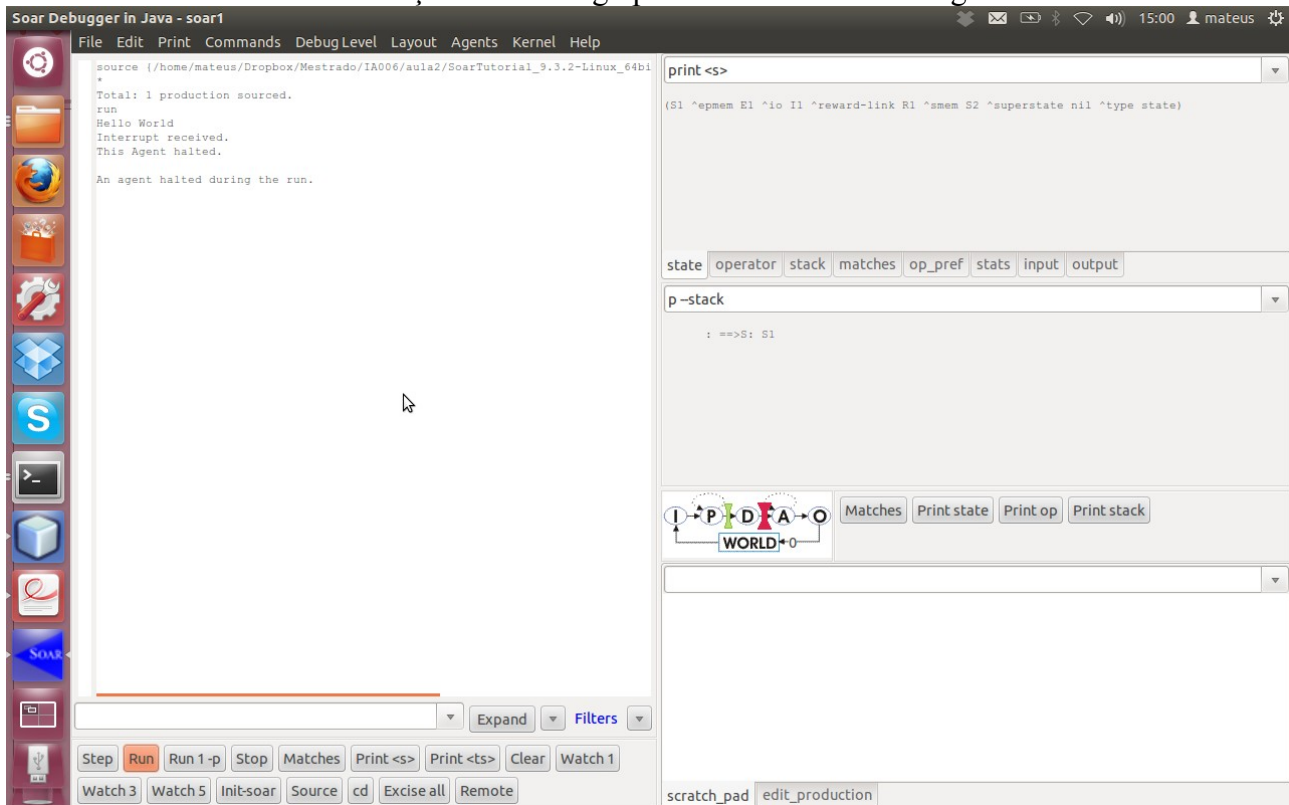 Soar Debugger in Java - soar1
15:00 mateus
File Edit Print Commands Debug Level Layout Agents Kernel Help
source {/home/mateus/Dropbox/Mestrado/IA006/aula2/SoarTutorial_9.3.2-Linux_64bi
*
Total: 1 production sourced.
run
Hello World
Interrupt received.
This Agent halted.
An agent halted during the run.
Expand Filters
Step Run Run 1 -p Stop Matches Print <s> Print <ts> Clear Watch 1
Watch 3 Watch 5 Init-soar Source cd Excise all Remote
print <s>
(S1 ^epmem E1 ^io I1 ^reward-link R1 ^smem S2 ^superstate nil ^type state)
state operator stack matches op_pref stats input output
p --stack
: ==>S: S1
I P D A O
WORLD 0
Matches Print state Print op Print stack
scratch_pad edit_production
S
>_
SOAR